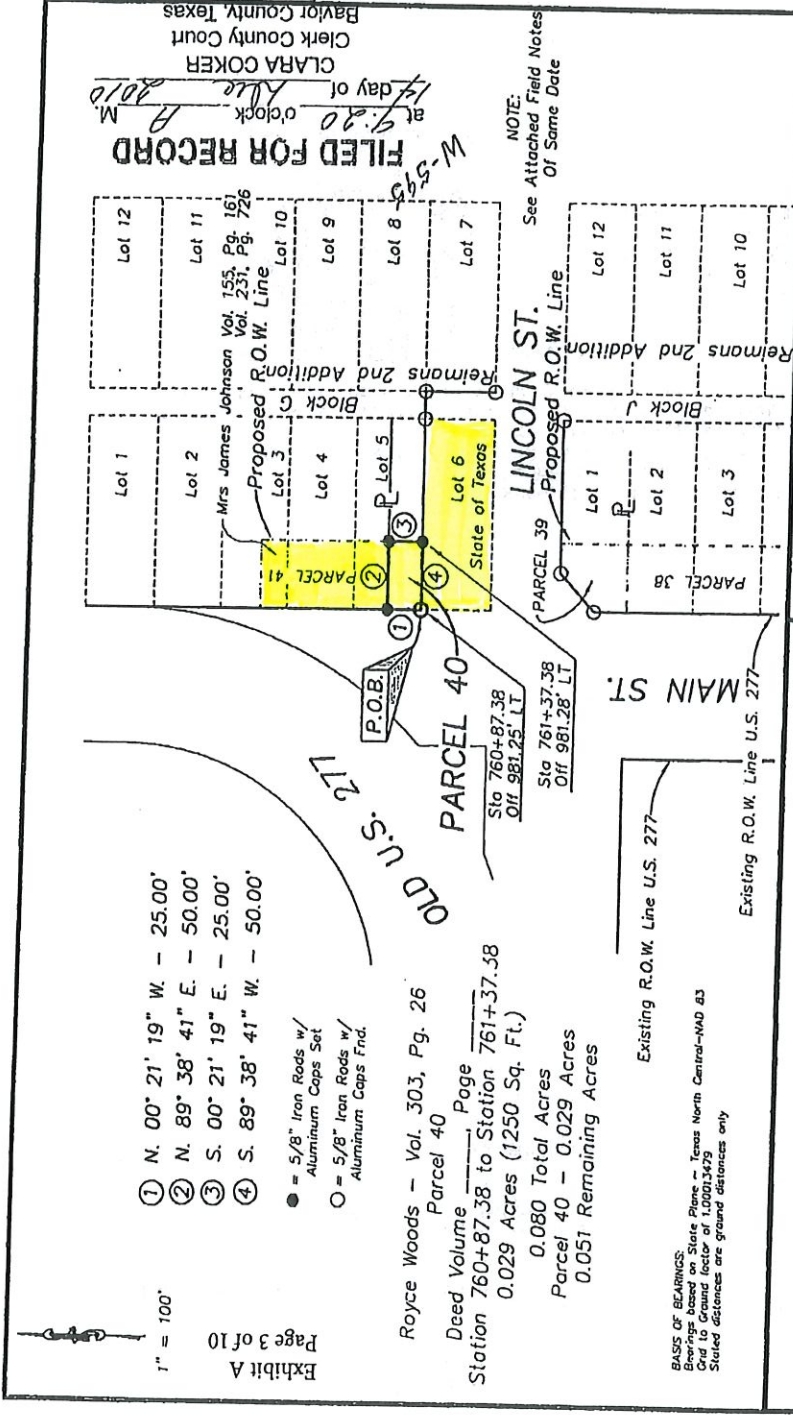 Exhibit A
Page 3 of 10
1" = 100'
① N. 00° 21' 19" W. – 25.00'
② N. 89° 38' 41" E. – 50.00'
③ S. 00° 21' 19" E. – 25.00'
④ S. 89° 38' 41" W. – 50.00'
● = 5/8" Iron Rods w/
Aluminum Caps Set
○ = 5/8" Iron Rods w/
Aluminum Caps Fnd.
Royce Woods – Vol. 303, Pg. 26
Parcel 40
Deed Volume ____, Page ____
Station 760+87.38 to Station 761+37.38
0.029 Acres (1250 Sq. Ft.)
0.080 Total Acres
Parcel 40 – 0.029 Acres
0.051 Remaining Acres
BASIS OF BEARINGS:
Bearings based on State Plane – Texas North Central–NAD 83
Grid to Ground factor of 1.00013479
Stated distances are ground distances only
OLD U.S. 277
P.O.B.
PARCEL 40
Sta 760+87.38
Off 981.25' LT
Sta 761+37.38
Off 981.28' LT
Existing R.O.W. Line U.S. 277
Existing R.O.W. Line U.S. 277
MAIN ST.
Lot 1
Lot 2
Mrs James Johnson Vol. 155, Pg. 161
Vol. 231, Pg. 726
Proposed R.O.W. Line
Lot 3
Lot 4
PL Lot 5
Lot 6
State of Texas
PARCEL 41
①
②
③
④
Block G
Reimans 2nd Addition
Lot 12
Lot 11
Lot 10
Lot 9
Lot 8
Lot 7
LINCOLN ST.
PARCEL 39
Proposed R.O.W. Line
Lot 1
PL
Lot 2
Lot 3
PARCEL 38
Block J
Reimans 2nd Addition
Lot 12
Lot 11
Lot 10
NOTE:
See Attached Field Notes
Of Same Date
W-595
FILED FOR RECORD
at 9:20 o'clock A M.
14 day of Dec 2010
CLARA COKER
Clerk County Court
Baylor County, Texas